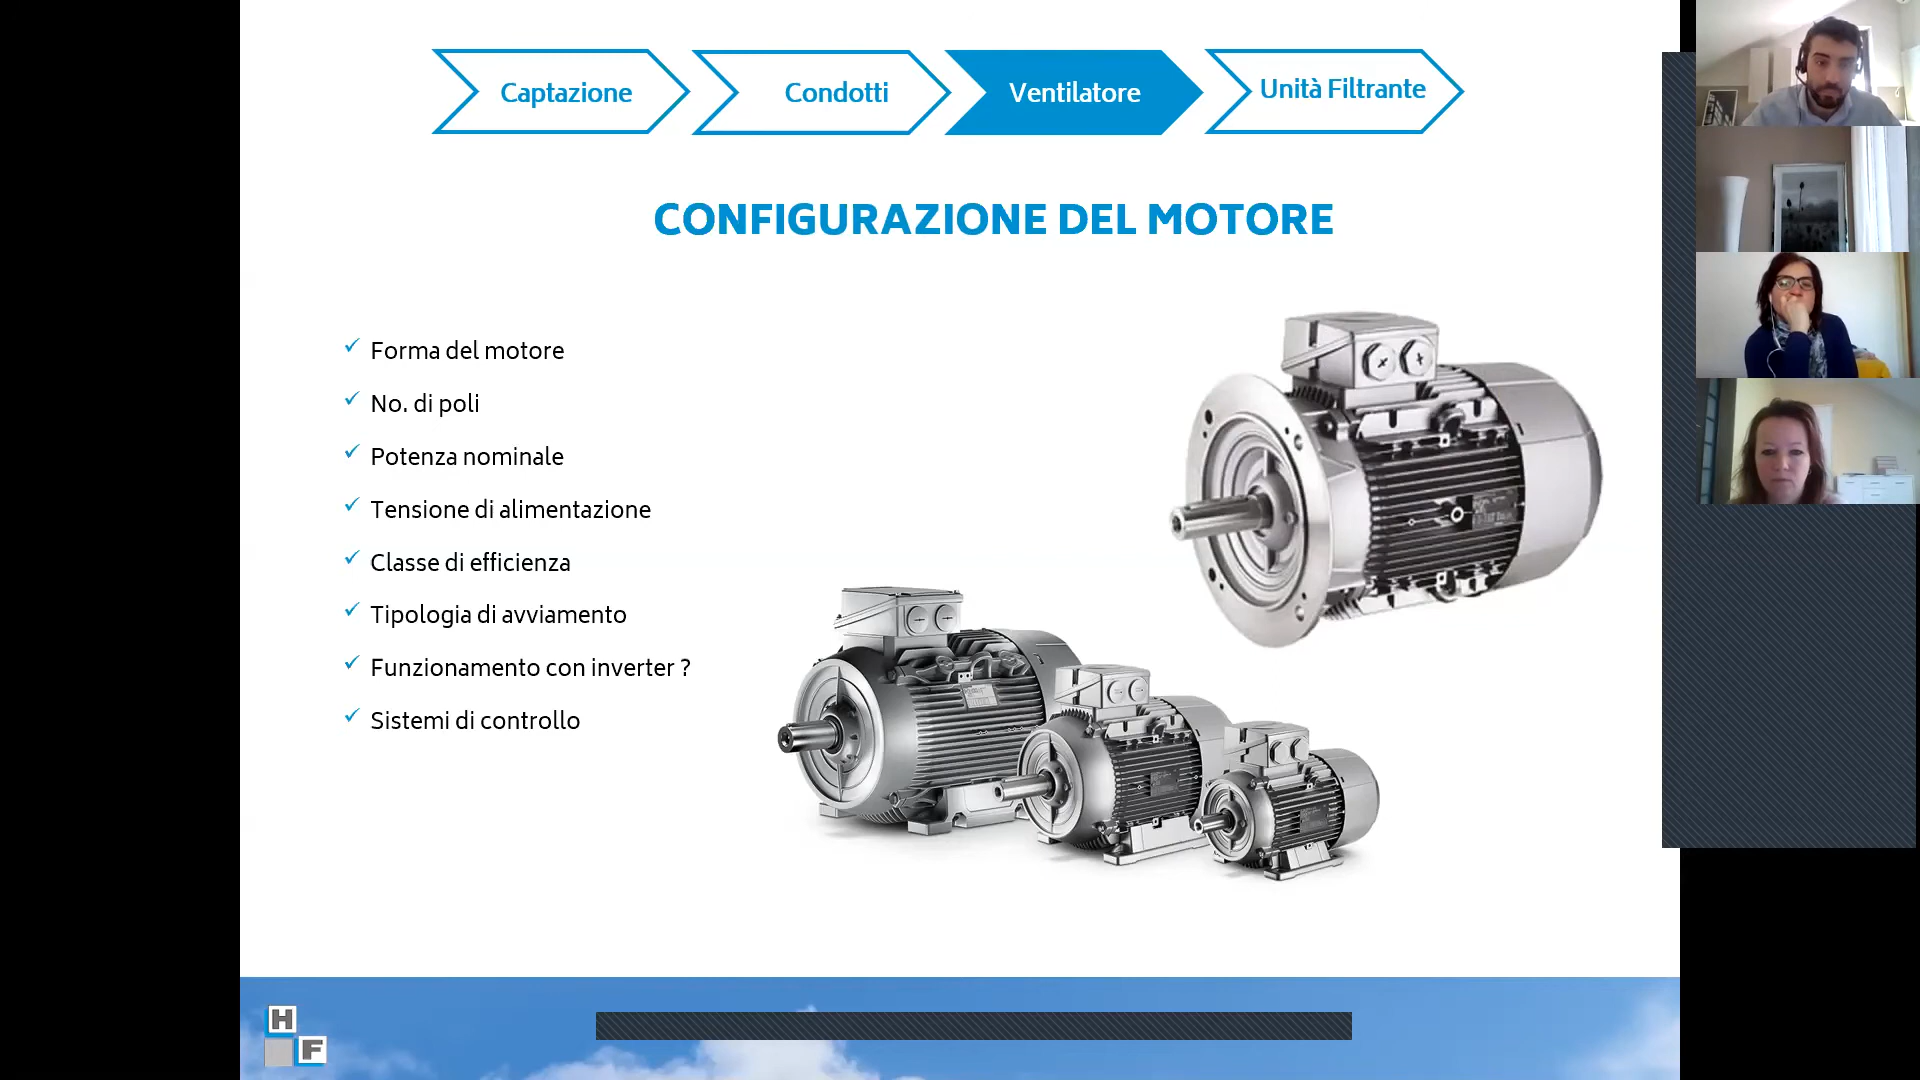 Captazione
Condotti
Ventilatore
Unità Filtrante
CONFIGURAZIONE DEL MOTORE
Forma del motore
No. di poli
Potenza nominale
Tensione di alimentazione
Classe di efficienza
Tipologia di avviamento
Funzionamento con inverter ?
Sistemi di controllo
H
F